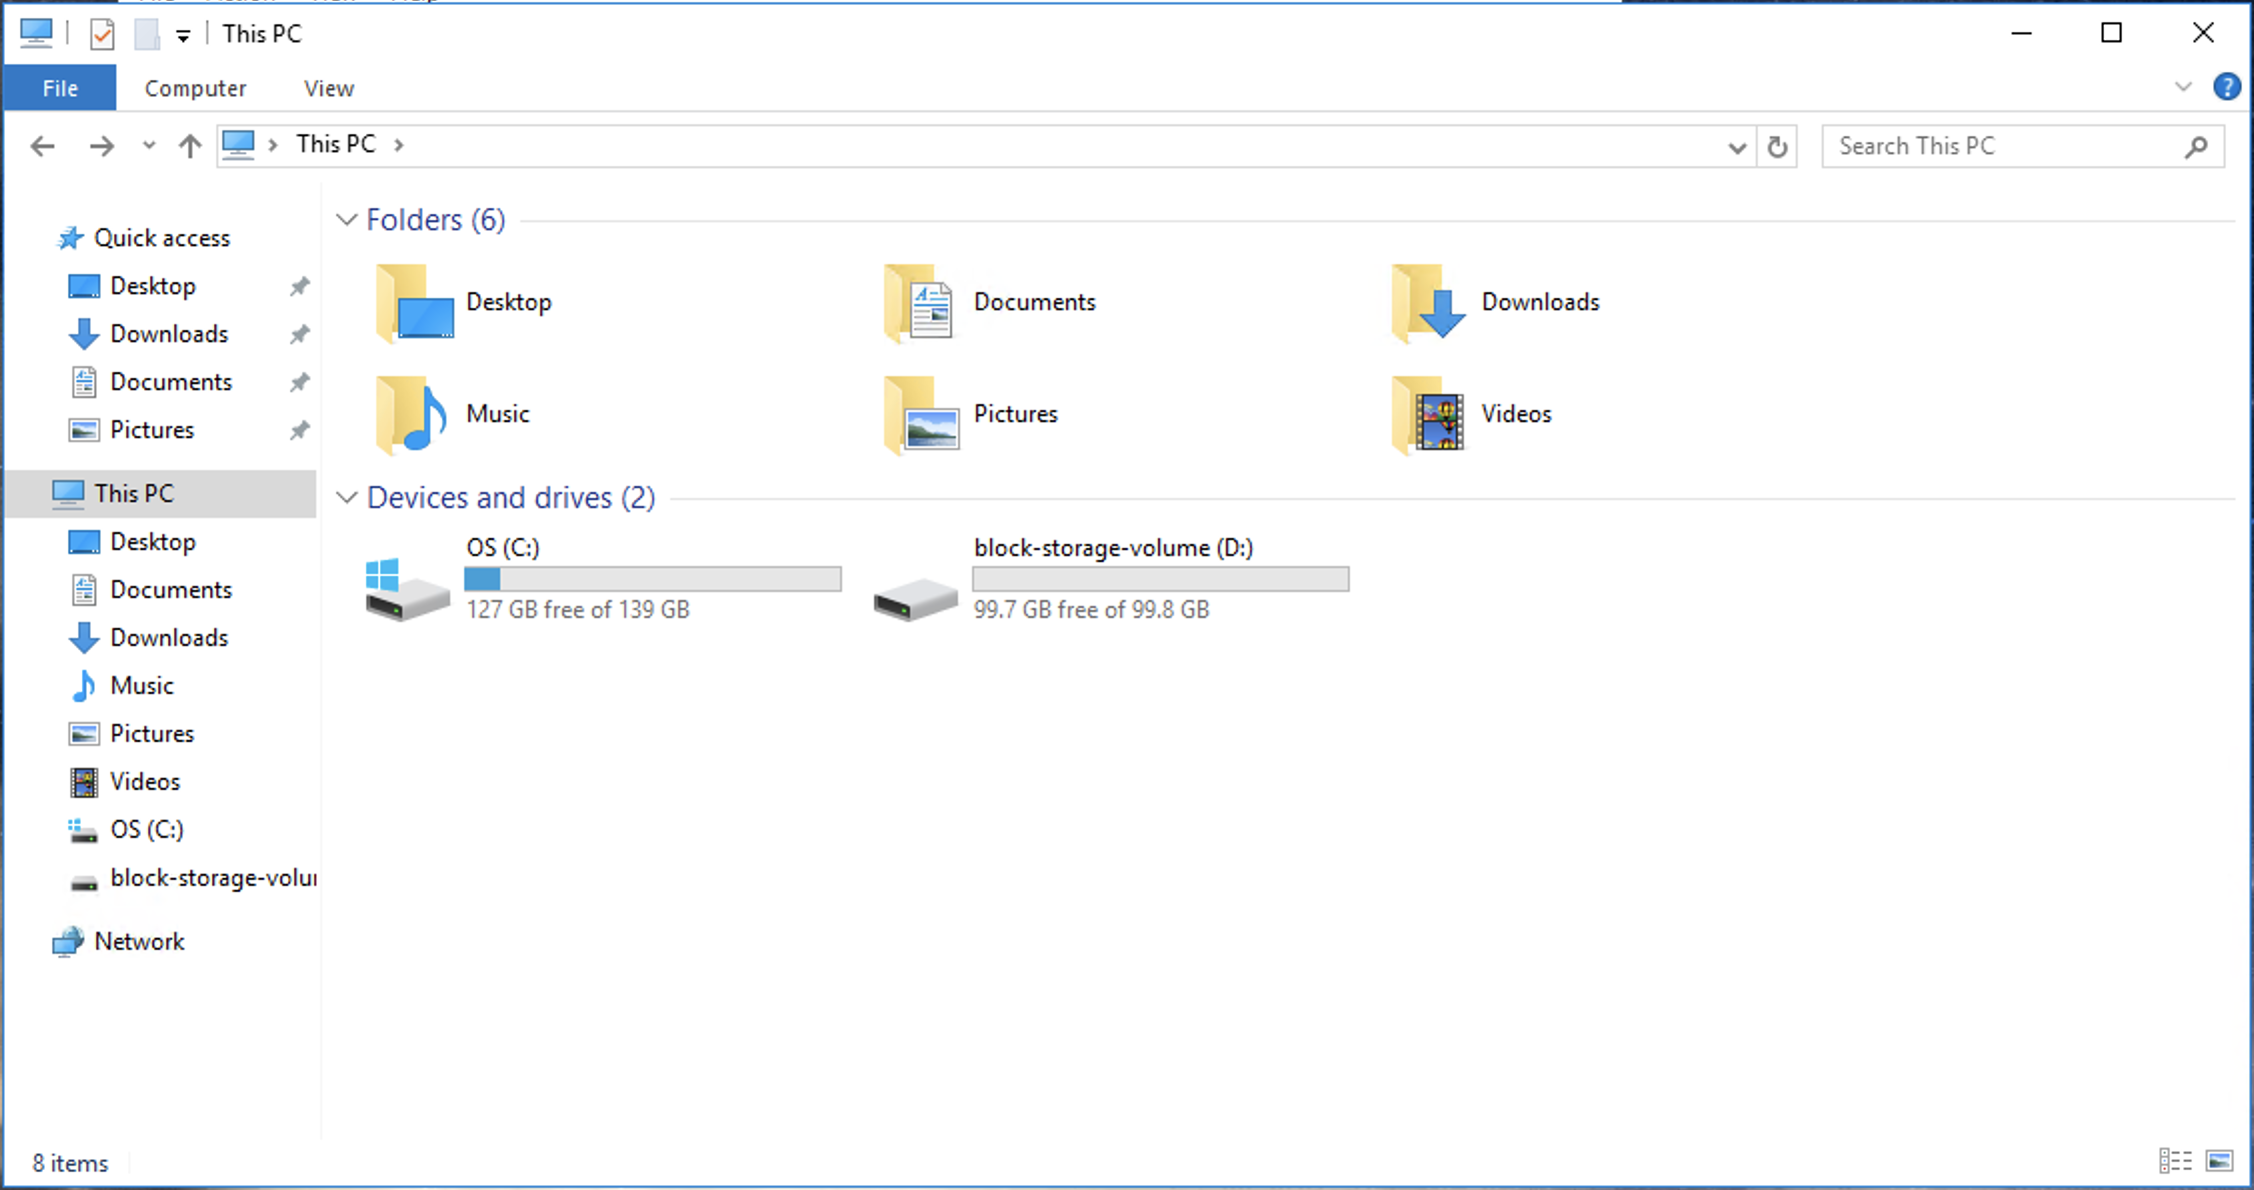 This PC
File Computer View
This PC
Search This PC
Quick access
Desktop
Downloads
Documents
Pictures
This PC
Desktop
Documents
Downloads
Music
Pictures
Videos
OS (C:)
block-storage-volu
Network
Folders (6)
Desktop
Documents
Downloads
Music
Pictures
Videos
Devices and drives (2)
OS (C:)
127 GB free of 139 GB
block-storage-volume (D:)
99.7 GB free of 99.8 GB
8 items